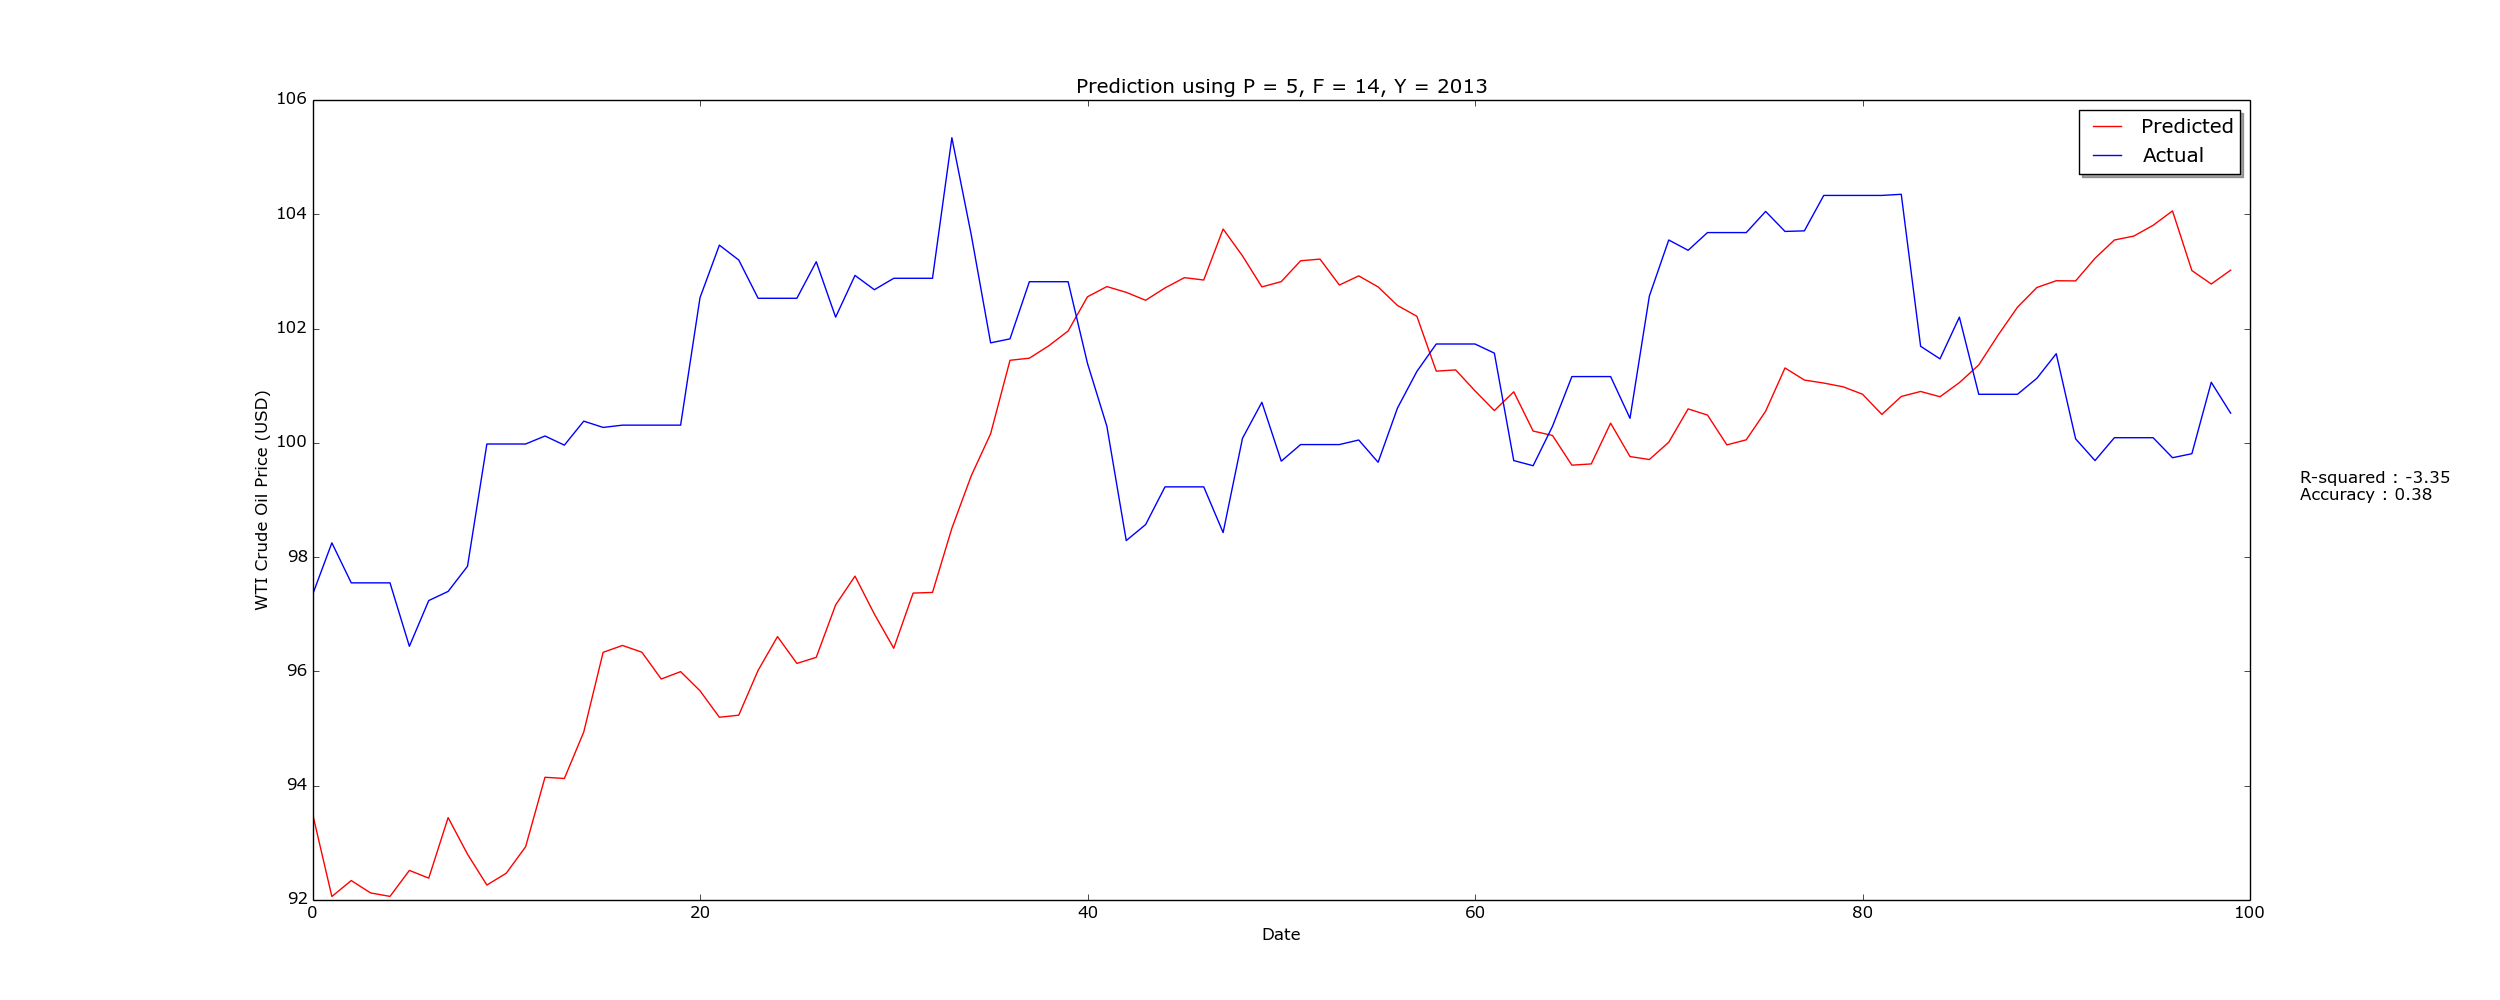 Prediction using P = 5, F = 14, Y = 2013
Predicted
Actual
106
104
102
100
98
96
94
92
WTI Crude Oil Price (USD)
0
20
40
60
80
100
Date
R-squared : -3.35
Accuracy : 0.38